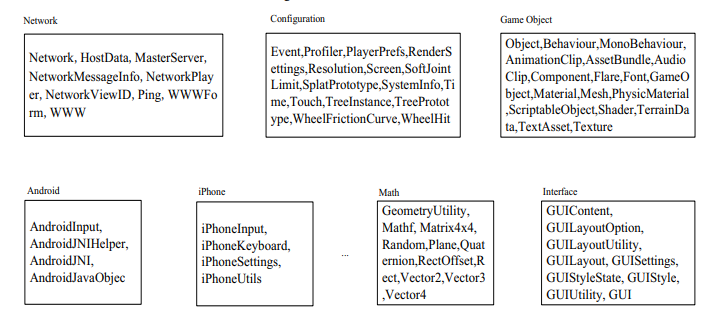 Network
Network, HostData, MasterServer,
NetworkMessageInfo, NetworkPlay
er, NetworkViewID, Ping, WWWFo
rm, WWW
Configuration
Event,Profiler,PlayerPrefs,RenderS
ettings,Resolution,Screen,SoftJoint
Limit,SplatPrototype,SystemInfo,Ti
me,Touch,TreeInstance,TreePrototy
ype,WheelFrictionCurve,WheelHit
Game Object
Object,Behaviour,MonoBehaviour,
AnimationClip,AssetBundle,Audio
Clip,Component,Flare,Font,GameO
bject,Material,Mesh,PhysicMaterial
,ScriptableObject,Shader,TerrainDa
ta,TextAsset,Texture
Android
AndroidInput,
AndroidJNIHelper,
AndroidJNI,
AndroidJavaObjec
iPhone
iPhoneInput,
iPhoneKeyboard,
iPhoneSettings,
iPhoneUtils
...
Math
GeometryUtility,
Mathf, Matrix4x4,
Random,Plane,Quat
ernion,RectOffset,R
ect,Vector2,Vector3
,Vector4
Interface
GUIContent,
GUILayoutOption,
GUILayoutUtility,
GUILayout, GUISettings,
GUIStyleState, GUIStyle,
GUIUtility, GUI